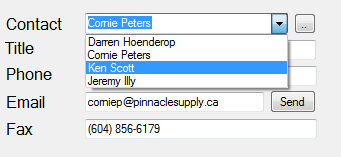 Contact Comie Peters ..
Darren Hoenderop
Title Comie Peters
Ken Scott
Phone Jeremy Illy
Email comiep@pinnaclesupply.ca Send
Fax (604) 856-6179